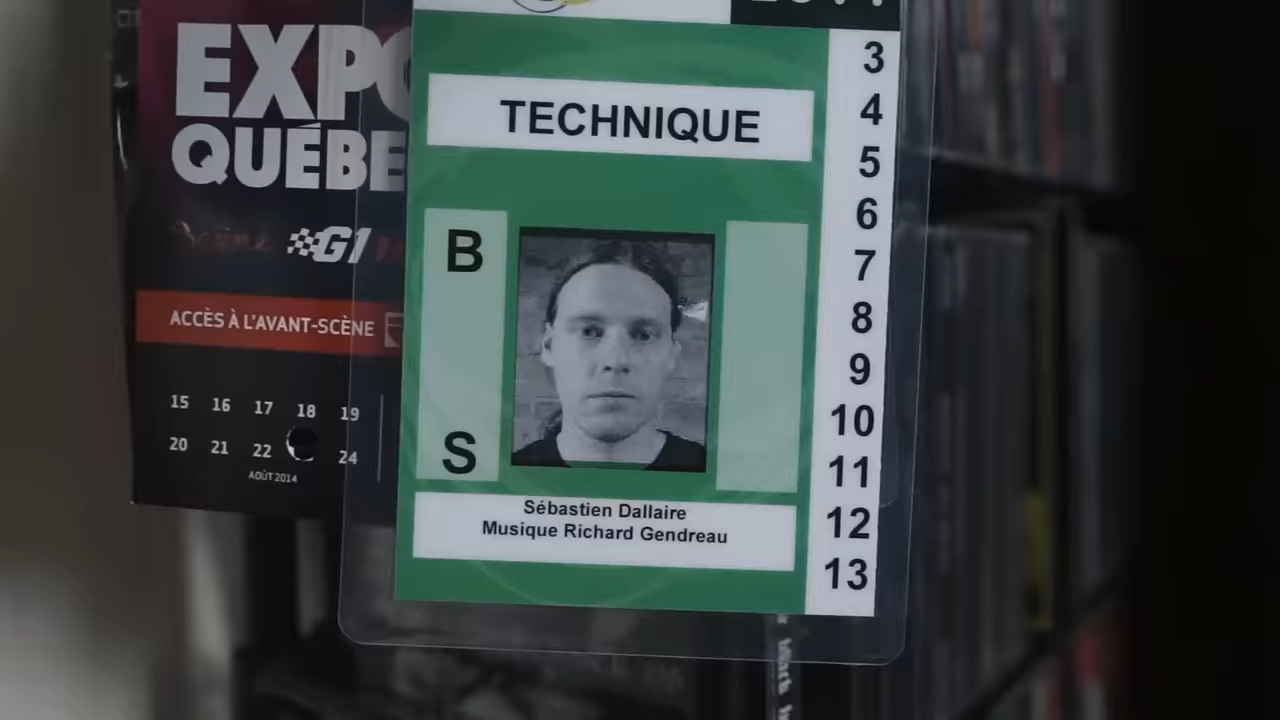 EXPO
QUÉBE
G1
ACCÈS À L'AVANT-SCÈNE
15 16 17 18 19
20 21 22 24
AOÛT 2014
2011
TECHNIQUE
B
S
Sébastien Dallaire
Musique Richard Gendreau
3
4
5
6
7
8
9
10
11
12
13